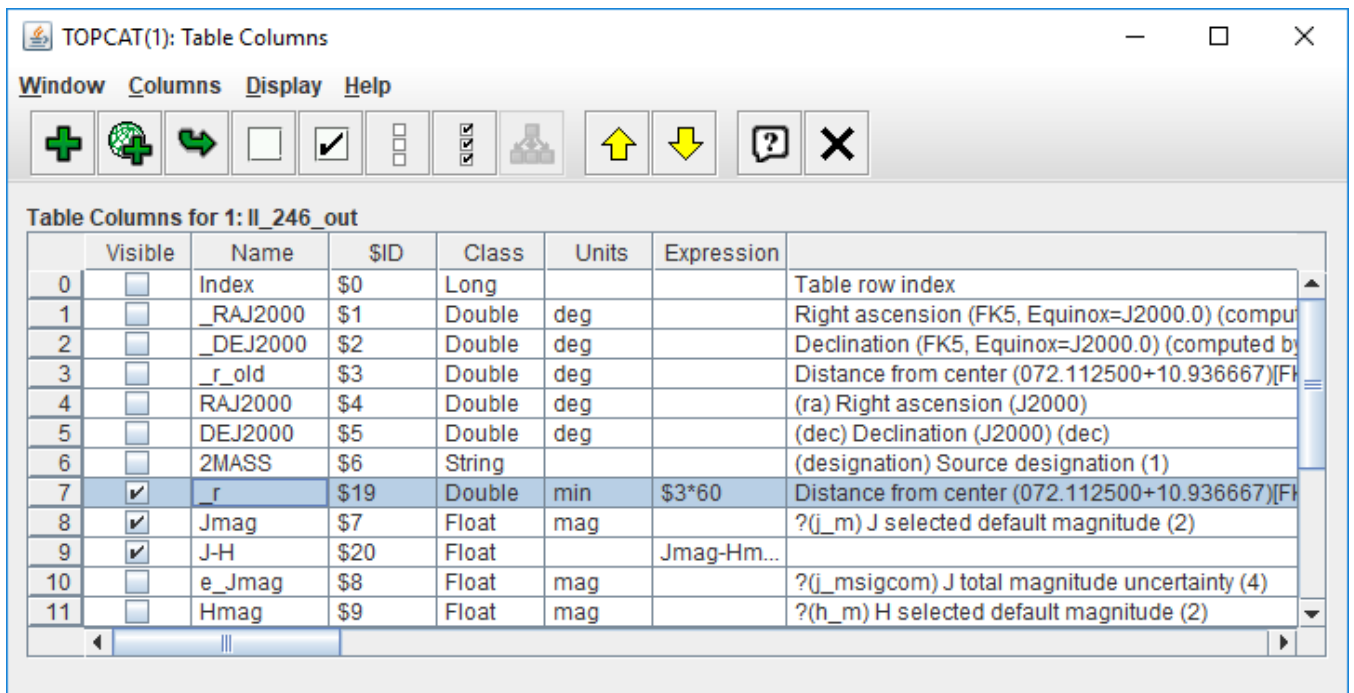 TOPCAT(1): Table Columns
Window Columns Display Help
Table Columns for 1: II_246_out
Visible Name $ID Class Units Expression
0 Index $0 Long Table row index
1 _RAJ2000 $1 Double deg Right ascension (FK5, Equinox=J2000.0) (comput
2 _DEJ2000 $2 Double deg Declination (FK5, Equinox=J2000.0) (computed by
3 _r_old $3 Double deg Distance from center (072.112500+10.936667)[FK
4 RAJ2000 $4 Double deg (ra) Right ascension (J2000)
5 DEJ2000 $5 Double deg (dec) Declination (J2000) (dec)
6 2MASS $6 String (designation) Source designation (1)
7 _r $19 Double min $3*60 Distance from center (072.112500+10.936667)[FK
8 Jmag $7 Float mag ?(j_m) J selected default magnitude (2)
9 J-H $20 Float Jmag-Hm...
10 e_Jmag $8 Float mag ?(j_msigcom) J total magnitude uncertainty (4)
11 Hmag $9 Float mag ?(h_m) H selected default magnitude (2)